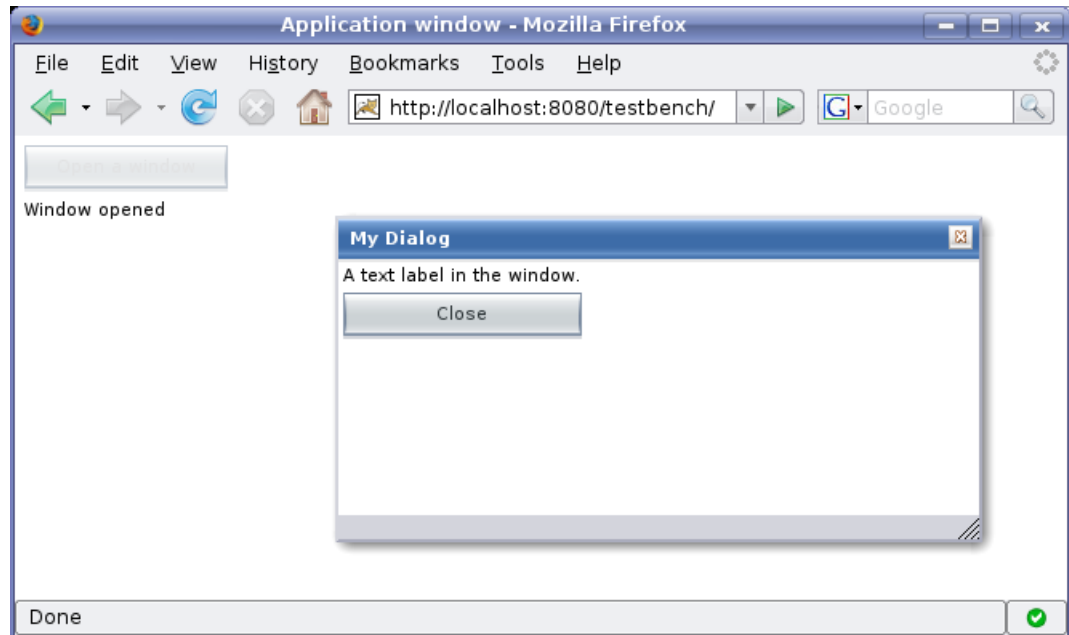 Application window - Mozilla Firefox
File Edit View History Bookmarks Tools Help
http://localhost:8080/testbench/ G Google
Open a window
Window opened
My Dialog
A text label in the window.
Close
Done